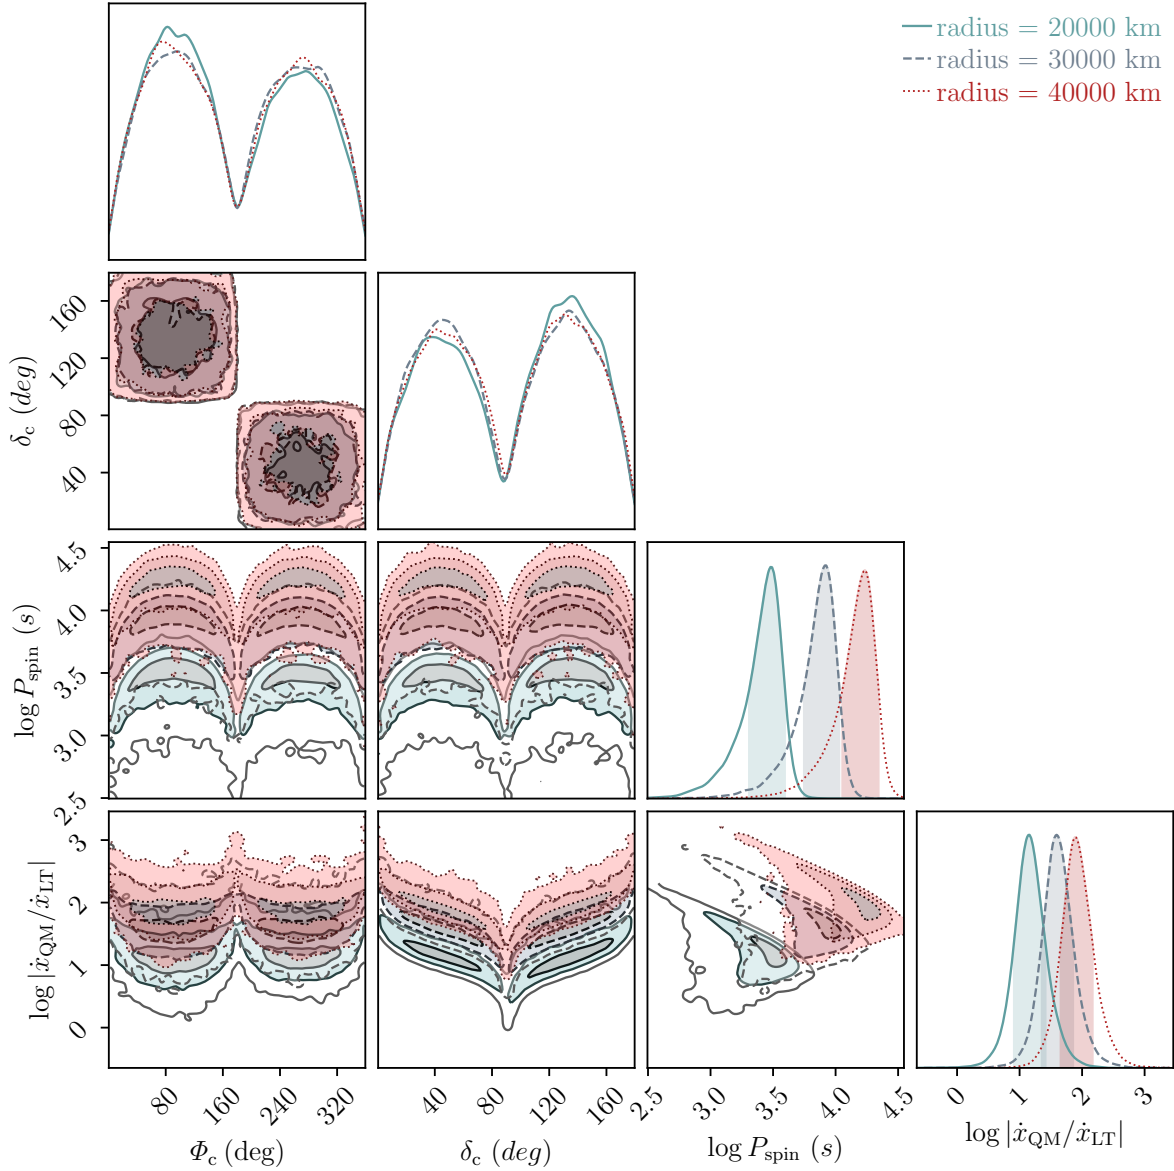 radius = 20000 km
radius = 30000 km
radius = 40000 km
160
120
80
40
δc (deg)
4.5
4.0
3.5
3.0
2.5
log Pspin (s)
3
2
1
0
log |ẋQM/ẋLT|
80 160 240 320
Φc (deg)
40 80 120 160
δc (deg)
2.5 3.0 3.5 4.0 4.5
log Pspin (s)
0 1 2 3
log |ẋQM/ẋLT|